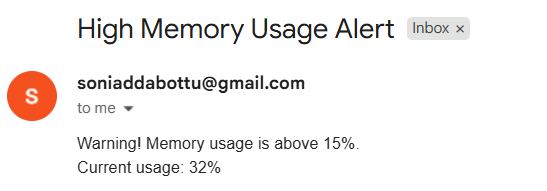 High Memory Usage Alert Inbox ×
S
soniaddabottu@gmail.com
to me
Warning! Memory usage is above 15%.
Current usage: 32%